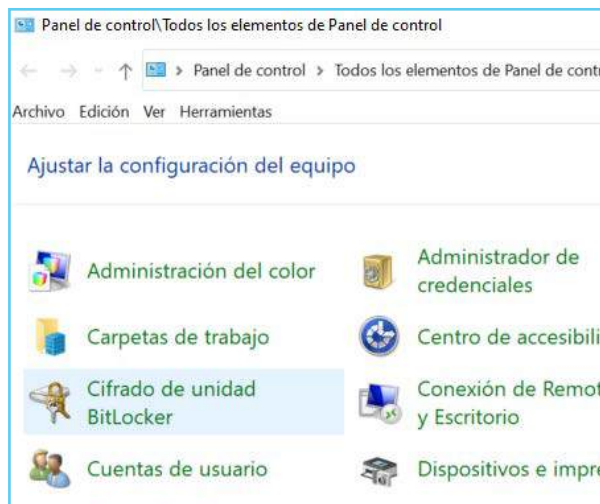 Panel de control\Todos los elementos de Panel de control
Panel de control > Todos los elementos de Panel de contr
Archivo Edición Ver Herramientas
Ajustar la configuración del equipo
Administración del color
Administrador de
credenciales
Carpetas de trabajo
Centro de accesibili
Cifrado de unidad
BitLocker
Conexión de Remot
y Escritorio
Cuentas de usuario
Dispositivos e impre